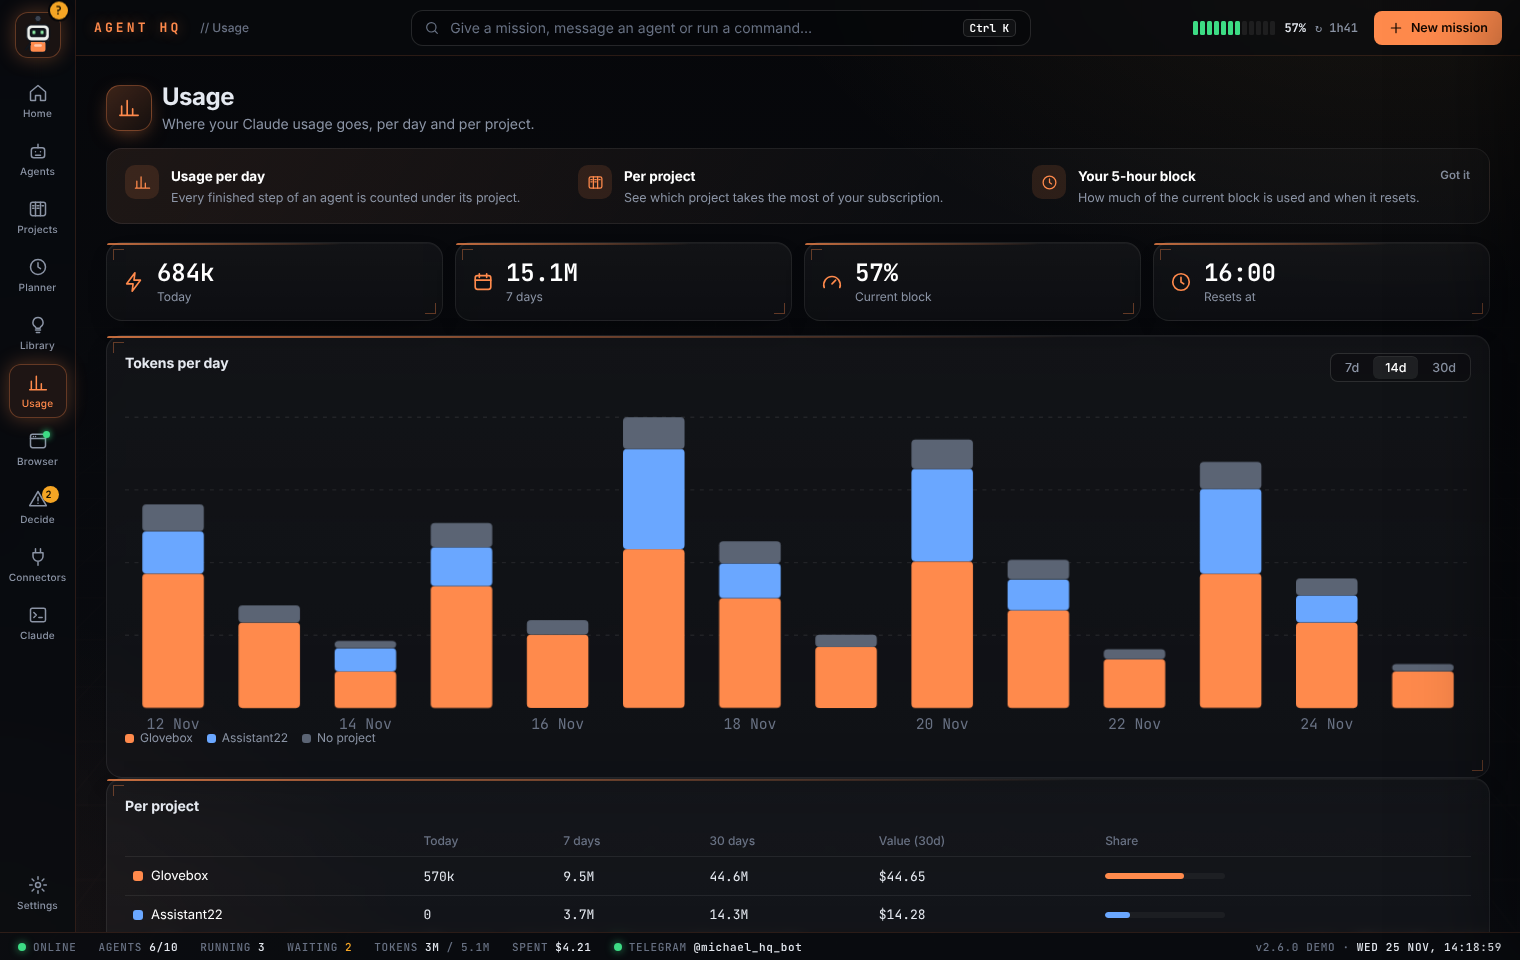 ?
AGENT HQ // Usage
Give a mission, message an agent or run a command...
Ctrl K
57% ↻ 1h41
+ New mission
Home
Agents
Projects
Planner
Library
Usage
Browser
2
Decide
Connectors
Claude
Settings
Usage
Where your Claude usage goes, per day and per project.
Usage per day
Every finished step of an agent is counted under its project.
Per project
See which project takes the most of your subscription.
Your 5-hour block
How much of the current block is used and when it resets.
Got it
684k
Today
15.1M
7 days
57%
Current block
16:00
Resets at
Tokens per day
7d 14d 30d
12 Nov 14 Nov 16 Nov 18 Nov 20 Nov 22 Nov 24 Nov
Glovebox Assistant22 No project
Per project
Today 7 days 30 days Value (30d) Share
Glovebox 570k 9.5M 44.6M $44.65
Assistant22 0 3.7M 14.3M $14.28
ONLINE AGENTS 6/10 RUNNING 3 WAITING 2 TOKENS 3M / 5.1M SPENT $4.21 TELEGRAM @michael_hq_bot v2.6.0 DEMO · WED 25 NOV, 14:18:59